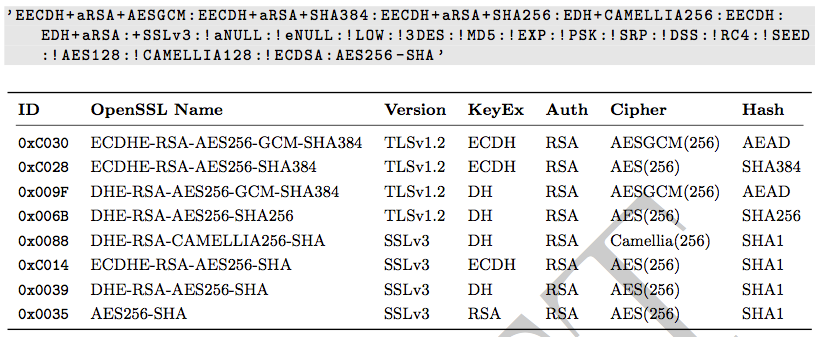 'EECDH+aRSA+AESGCM:EECDH+aRSA+SHA384:EECDH+aRSA+SHA256:EDH+CAMELLIA256:EECDH:
EDH+aRSA:+SSLv3:!aNULL:!eNULL:!LOW:!3DES:!MD5:!EXP:!PSK:!SRP:!DSS:!RC4:!SEED
:!AES128:!CAMELLIA128:!ECDSA:AES256-SHA'
ID OpenSSL Name Version KeyEx Auth Cipher Hash
0xC030 ECDHE-RSA-AES256-GCM-SHA384 TLSv1.2 ECDH RSA AESGCM(256) AEAD
0xC028 ECDHE-RSA-AES256-SHA384 TLSv1.2 ECDH RSA AES(256) SHA384
0x009F DHE-RSA-AES256-GCM-SHA384 TLSv1.2 DH RSA AESGCM(256) AEAD
0x006B DHE-RSA-AES256-SHA256 TLSv1.2 DH RSA AES(256) SHA256
0x0088 DHE-RSA-CAMELLIA256-SHA SSLv3 DH RSA Camellia(256) SHA1
0xC014 ECDHE-RSA-AES256-SHA SSLv3 ECDH RSA AES(256) SHA1
0x0039 DHE-RSA-AES256-SHA SSLv3 DH RSA AES(256) SHA1
0x0035 AES256-SHA SSLv3 RSA RSA AES(256) SHA1